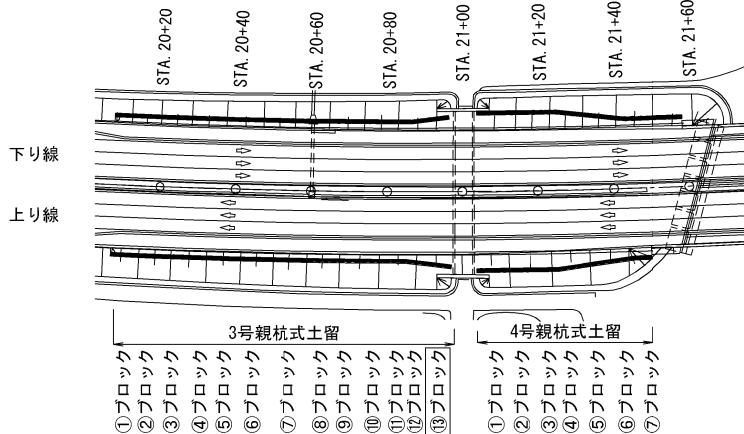 STA. 20+20
STA. 20+40
STA. 20+60
STA. 20+80
STA. 21+00
STA. 21+20
STA. 21+40
STA. 21+60
下り線
上り線
3号親杭式土留
4号親杭式土留
①ブロック
②ブロック
③ブロック
④ブロック
⑤ブロック
⑥ブロック
⑦ブロック
⑧ブロック
⑨ブロック
⑩ブロック
⑪ブロック
⑫ブロック
⑬ブロック
①ブロック
②ブロック
③ブロック
④ブロック
⑤ブロック
⑥ブロック
⑦ブロック